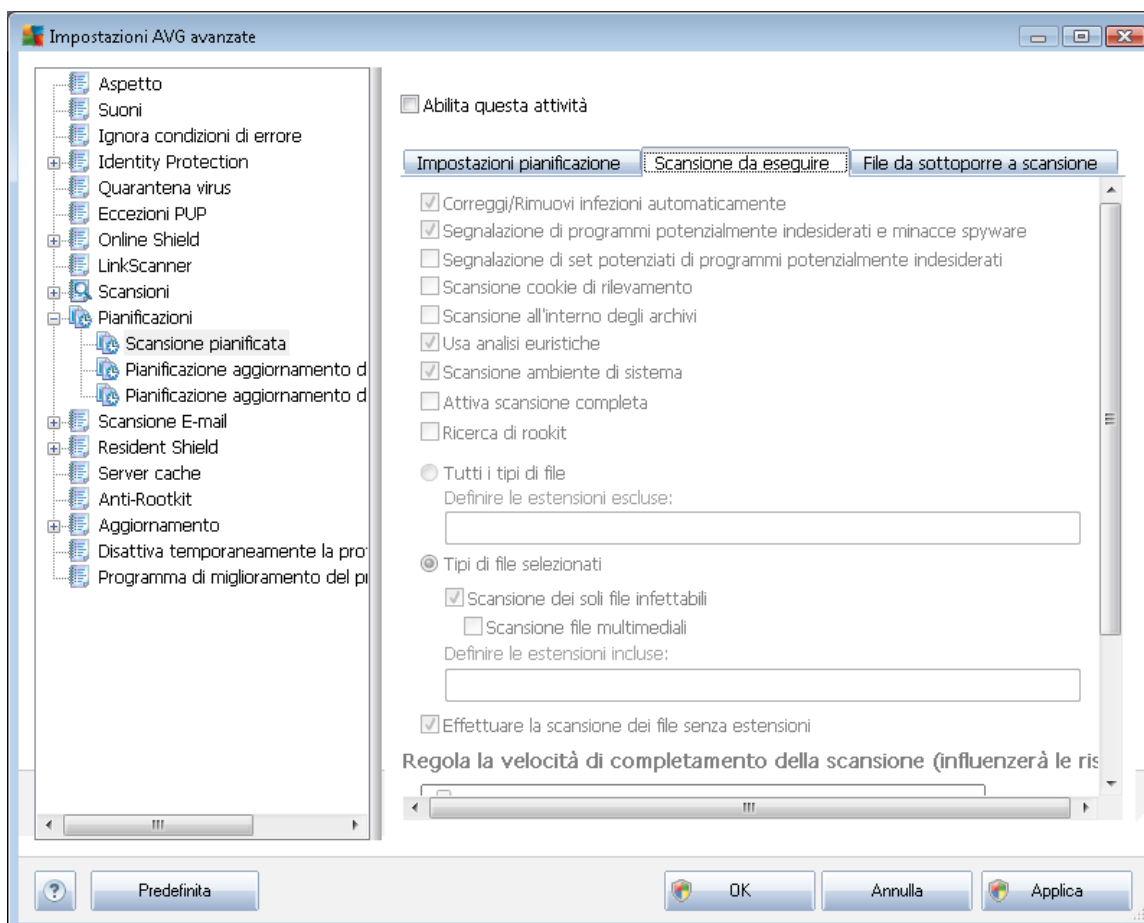 Impostazioni AVG avanzate
Aspetto
Suoni
Ignora condizioni di errore
Identity Protection
Quarantena virus
Eccezioni PUP
Online Shield
LinkScanner
Scansioni
Pianificazioni
Scansione pianificata
Pianificazione aggiornamento d
Pianificazione aggiornamento d
Scansione E-mail
Resident Shield
Server cache
Anti-Rootkit
Aggiornamento
Disattiva temporaneamente la pro
Programma di miglioramento del p
Abilita questa attività
Impostazioni pianificazione Scansione da eseguire File da sottoporre a scansione
Correggi/Rimuovi infezioni automaticamente
Segnalazione di programmi potenzialmente indesiderati e minacce spyware
Segnalazione di set potenziati di programmi potenzialmente indesiderati
Scansione cookie di rilevamento
Scansione all'interno degli archivi
Usa analisi euristiche
Scansione ambiente di sistema
Attiva scansione completa
Ricerca di rookit
Tutti i tipi di file
Definire le estensioni escluse:
Tipi di file selezionati
Scansione dei soli file infettabili
Scansione file multimediali
Definire le estensioni incluse:
Effettuare la scansione dei file senza estensioni
Regola la velocità di completamento della scansione (influenzerà le ris
? Predefinita OK Annulla Applica